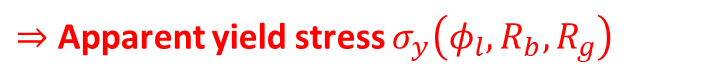 ⇒ Apparent yield stress σ_y(ϕ_l, R_b, R_g)